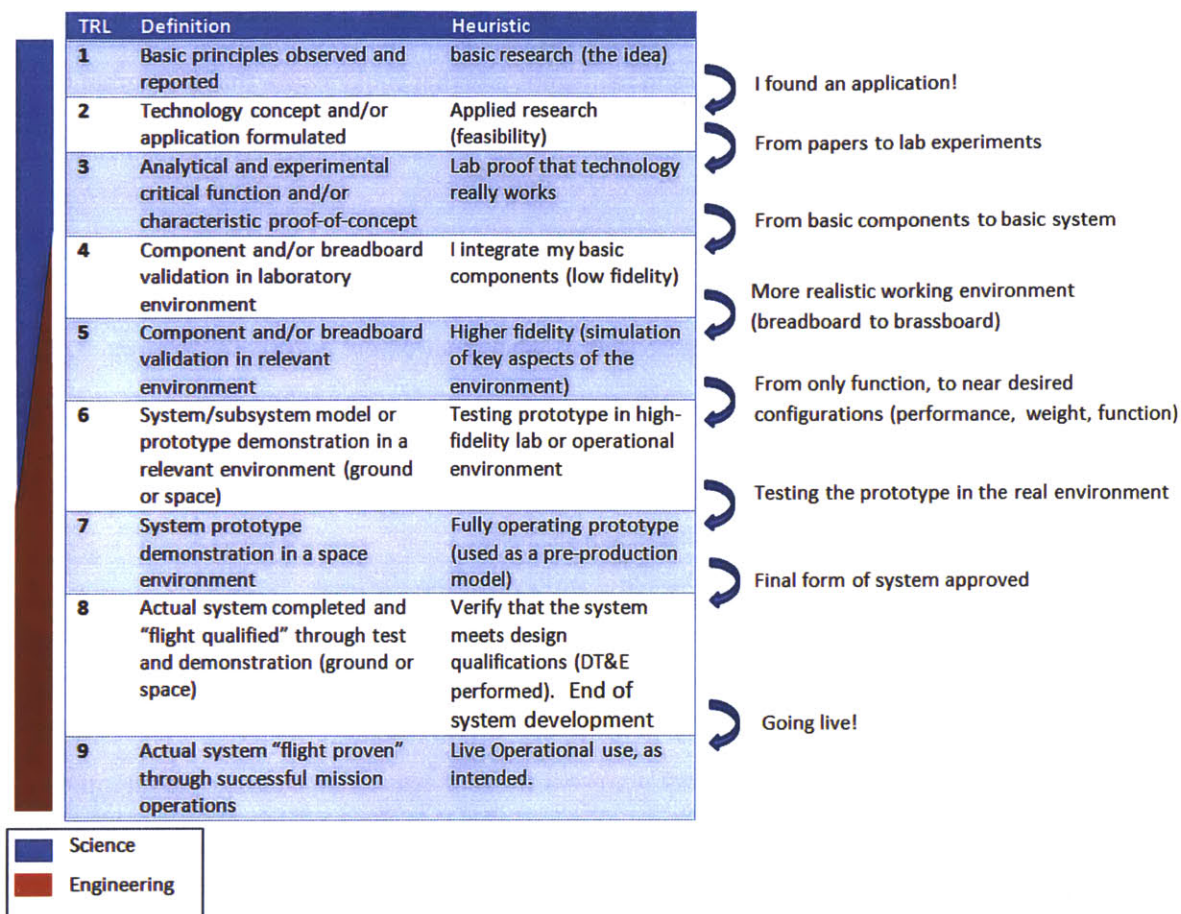 TRL Definition Heuristic
1 Basic principles observed and basic research (the idea)
reported
I found an application!
2 Technology concept and/or Applied research
application formulated (feasibility)
From papers to lab experiments
3 Analytical and experimental Lab proof that technology
critical function and/or really works
characteristic proof-of-concept
From basic components to basic system
4 Component and/or breadboard I integrate my basic
validation in laboratory components (low fidelity)
environment
More realistic working environment
(breadboard to brassboard)
5 Component and/or breadboard Higher fidelity (simulation
validation in relevant of key aspects of the
environment environment)
From only function, to near desired
configurations (performance, weight, function)
6 System/subsystem model or Testing prototype in high-
prototype demonstration in a fidelity lab or operational
relevant environment (ground environment
or space)
Testing the prototype in the real environment
7 System prototype Fully operating prototype
demonstration in a space (used as a pre-production
environment model)
Final form of system approved
8 Actual system completed and Verify that the system
"flight qualified" through test meets design
and demonstration (ground or qualifications (DT&E
space) performed). End of
system development
Going live!
9 Actual system "flight proven" Live Operational use, as
through successful mission intended.
operations
Science
Engineering